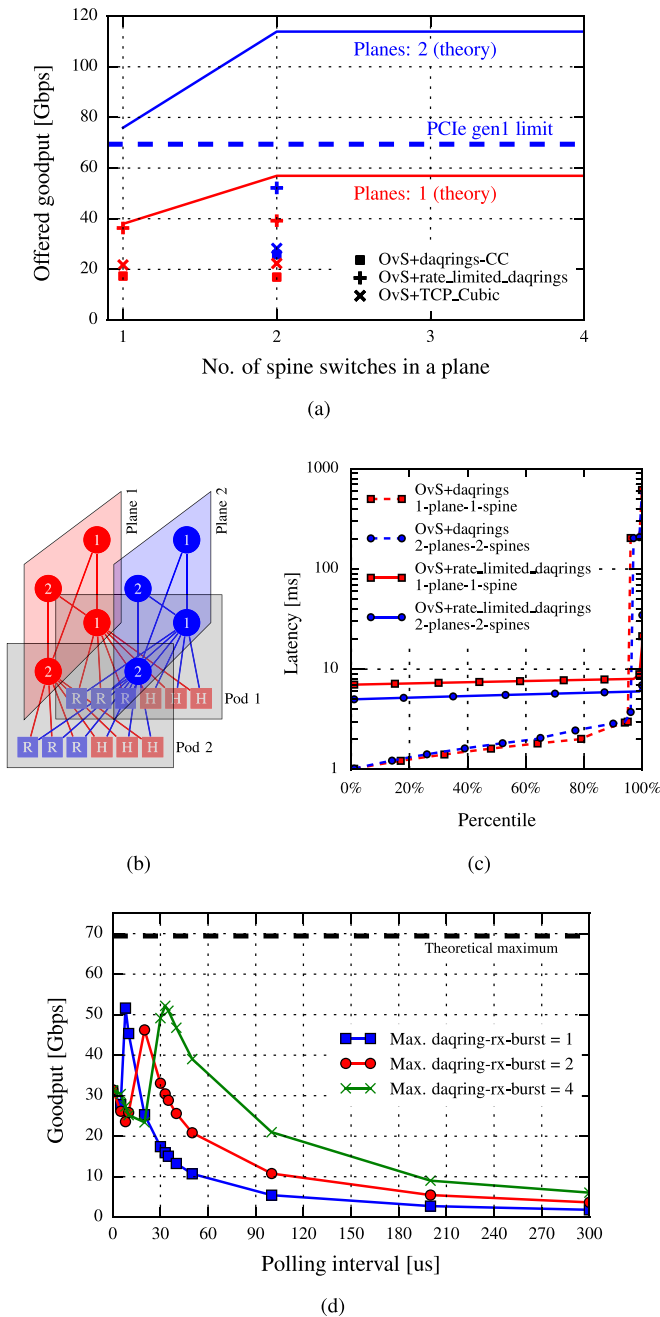 120
100
80
60
40
20
0
Offered goodput [Gbps]
Planes: 2 (theory)
PCIe gen1 limit
Planes: 1 (theory)
OvS+daqrings-CC
OvS+rate_limited_daqrings
OvS+TCP_Cubic
1 2 3 4
No. of spine switches in a plane
(a)
Plane 1
Plane 2
1 1
2 2
1 1
2 2
R R R H H H Pod 1
R R R H H H Pod 2
(b)
1000
100
10
1
Latency [ms]
OvS+daqrings
1-plane-1-spine
OvS+daqrings
2-planes-2-spines
OvS+rate_limited_daqrings
1-plane-1-spine
OvS+rate_limited_daqrings
2-planes-2-spines
0% 20% 40% 60% 80% 100%
Percentile
(c)
70
60
50
40
30
20
10
0
Goodput [Gbps]
Theoretical maximum
Max. daqring-rx-burst = 1
Max. daqring-rx-burst = 2
Max. daqring-rx-burst = 4
0 30 60 90 120 150 180 210 240 270 300
Polling interval [us]
(d)